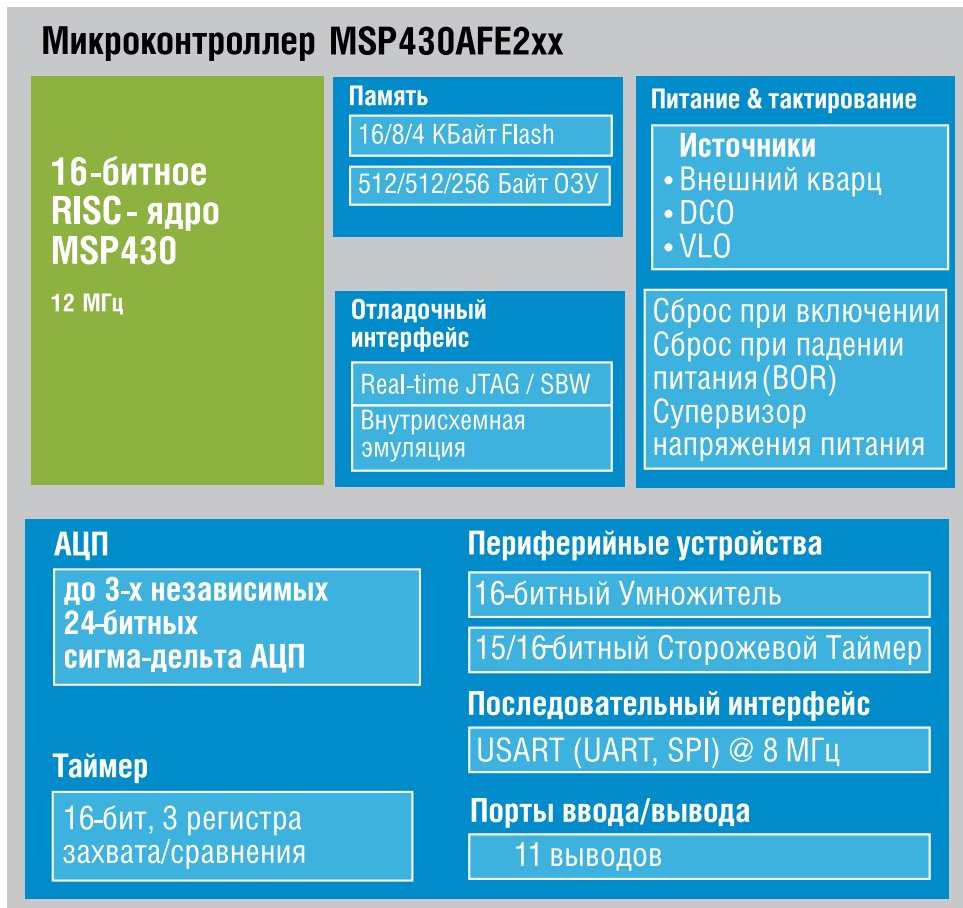 Микроконтроллер MSP430AFE2xx
16-битное
RISC - ядро
MSP430
12 МГц
Память
16/8/4 КБайт Flash
512/512/256 Байт ОЗУ
Отладочный
интерфейс
Real-time JTAG / SBW
Внутрисхемная
эмуляция
Питание & тактирование
Источники
• Внешний кварц
• DCO
• VLO
Сброс при включении
Сброс при падении
питания (BOR)
Супервизор
напряжения питания
АЦП
до 3-х независимых
24-битных
сигма-дельта АЦП
Таймер
16-бит, 3 регистра
захвата/сравнения
Периферийные устройства
16-битный Умножитель
15/16-битный Сторожевой Таймер
Последовательный интерфейс
USART (UART, SPI) @ 8 МГц
Порты ввода/вывода
11 выводов